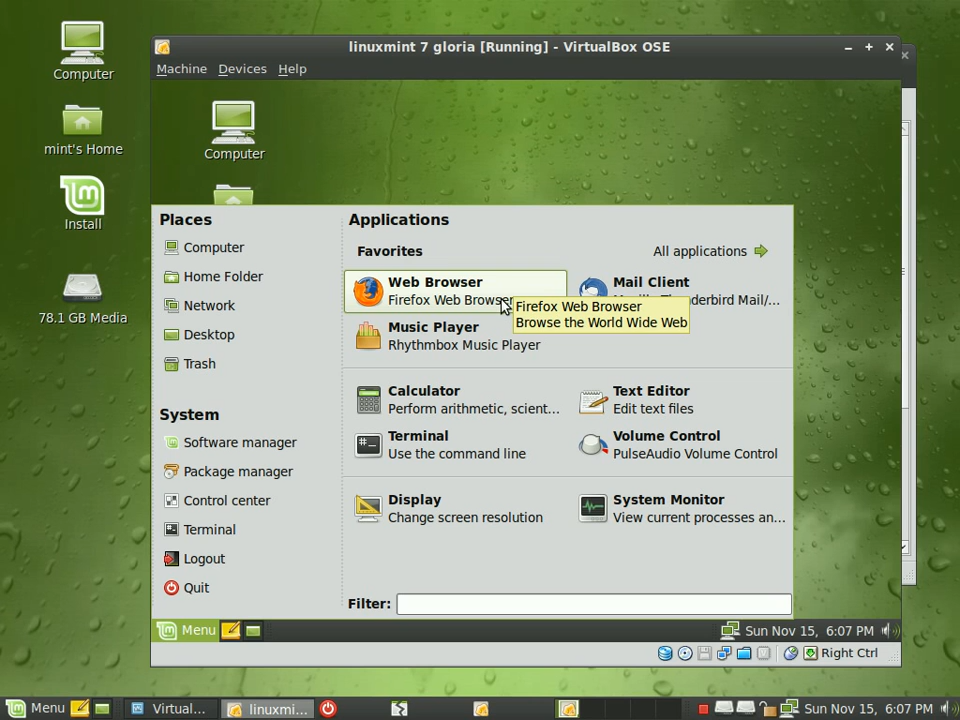 linuxmint 7 gloria [Running] - VirtualBox OSE
Machine Devices Help
Computer
mint's Home
Install
78.1 GB Media
Computer
Places
Computer
Home Folder
Network
Desktop
Trash
System
Software manager
Package manager
Control center
Terminal
Logout
Quit
Applications
Favorites
All applications
Web Browser
Firefox Web Browser
Mail Client
Firefox Web Browser
Browse the World Wide Web
Music Player
Rhythmbox Music Player
Calculator
Perform arithmetic, scient...
Text Editor
Edit text files
Terminal
Use the command line
Volume Control
PulseAudio Volume Control
Display
Change screen resolution
System Monitor
View current processes an...
Filter:
Menu
Sun Nov 15, 6:07 PM
Right Ctrl
Menu
Virtual...
linuxmi...
Sun Nov 15, 6:07 PM